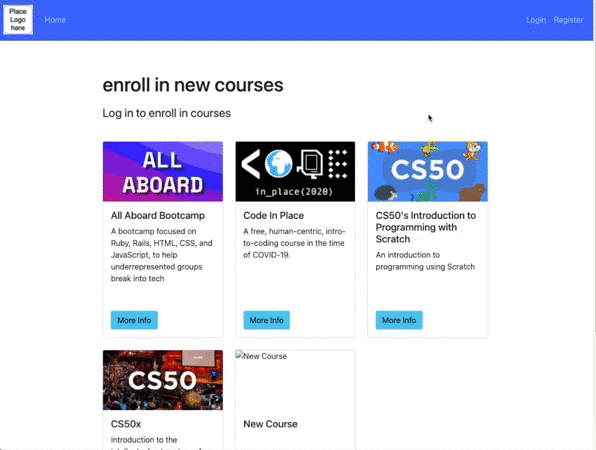 Place
Logo
here
Home
Login
Register
enroll in new courses
Log in to enroll in courses
ALL
ABOARD
All Aboard Bootcamp
A bootcamp focused on
Ruby, Rails, HTML, CSS, and
JavaScript, to help
underrepresented groups
break into tech
More Info
< DE
in_place(2020)
Code In Place
A free, human-centric, intro-
to-coding course in the time
of COVID-19.
More Info
CS50
CS50's Introduction to
Programming with
Scratch
An introduction to
programming using Scratch
More Info
CS50
CS50x
Introduction to the
New Course
New Course